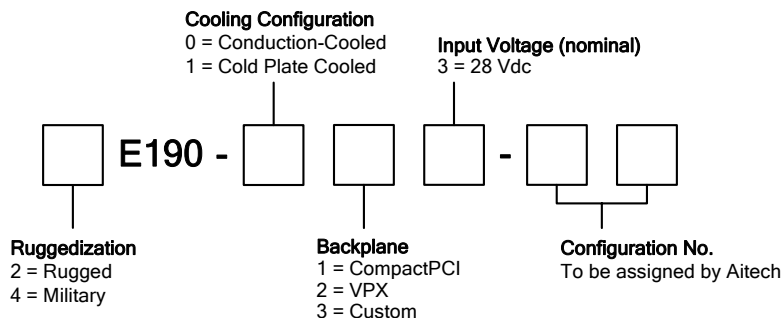 Cooling Configuration
0 = Conduction-Cooled
1 = Cold Plate Cooled
Input Voltage (nominal)
3 = 28 Vdc
E190 - -
Ruggedization
2 = Rugged
4 = Military
Backplane
1 = CompactPCI
2 = VPX
3 = Custom
Configuration No.
To be assigned by Aitech